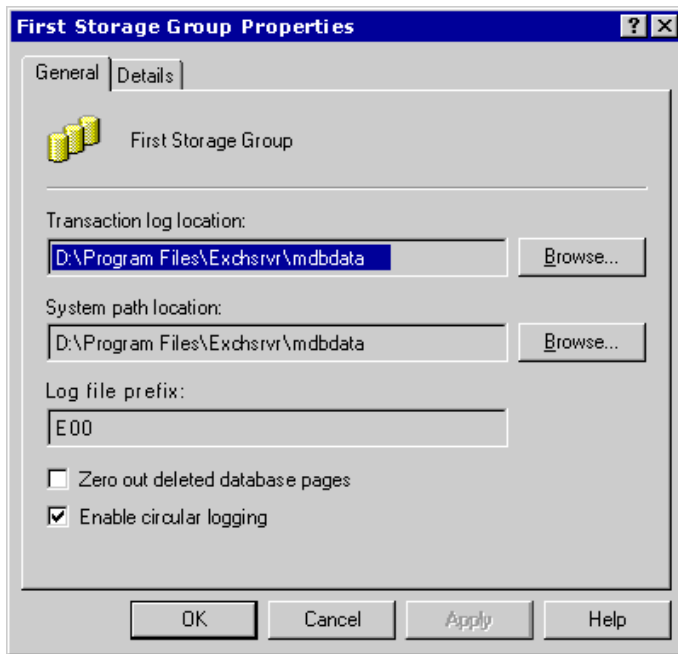 First Storage Group Properties
General
Details
First Storage Group
Transaction log location:
D:\Program Files\Exchsrvr\mdbdata
Browse...
System path location:
D:\Program Files\Exchsrvr\mdbdata
Browse...
Log file prefix:
E00
Zero out deleted database pages
Enable circular logging
OK
Cancel
Apply
Help